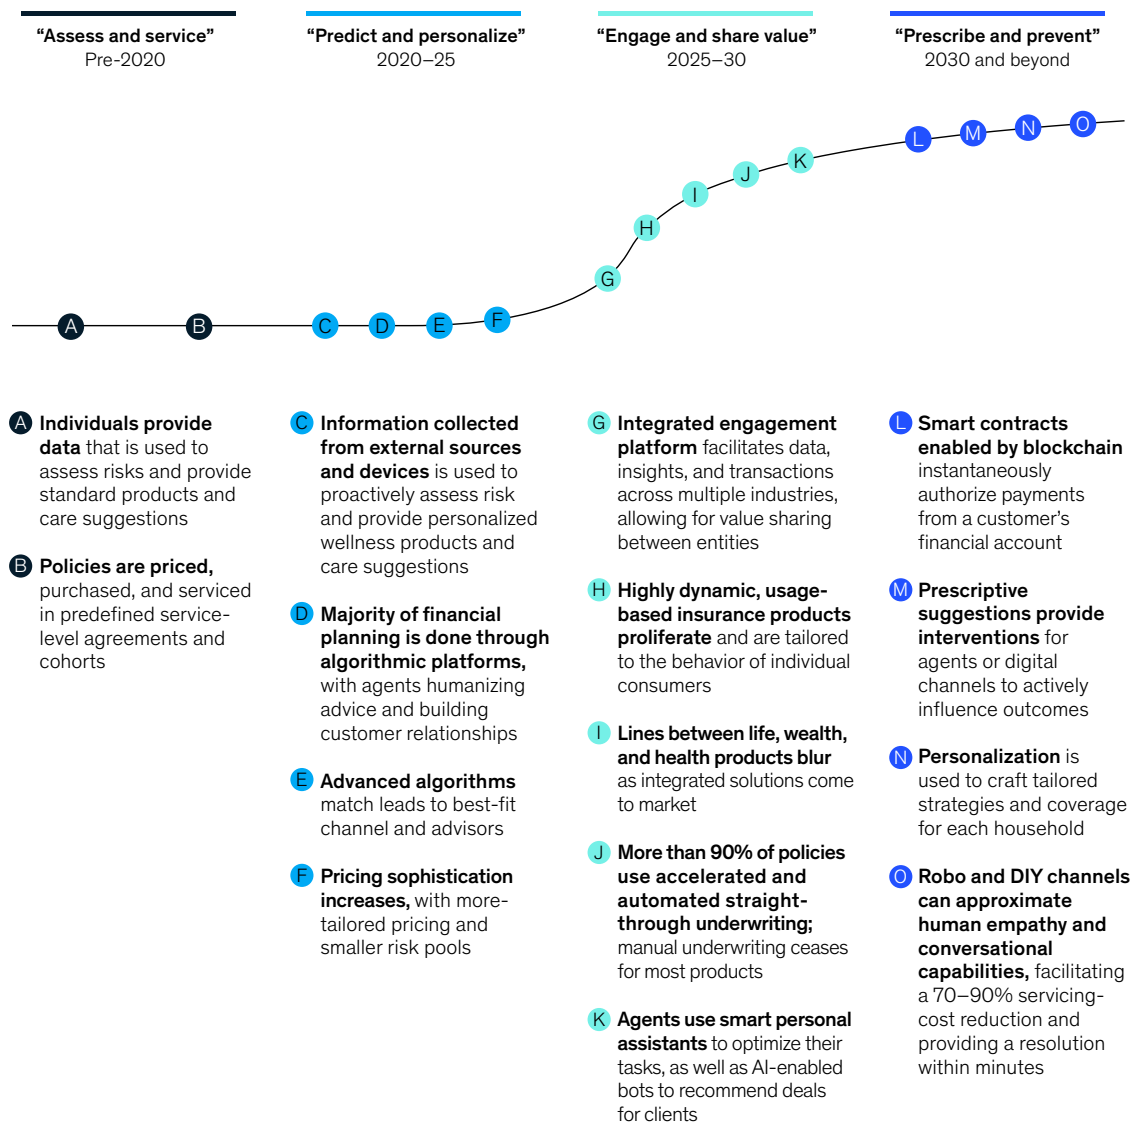 “Assess and service”
Pre-2020
“Predict and personalize”
2020–25
“Engage and share value”
2025–30
“Prescribe and prevent”
2030 and beyond
A
B
C
D
E
F
G
H
I
J
K
L
M
N
O
A Individuals provide
data that is used to
assess risks and provide
standard products and
care suggestions
B Policies are priced,
purchased, and serviced
in predefined service-
level agreements and
cohorts
C Information collected
from external sources
and devices is used to
proactively assess risk
and provide personalized
wellness products and
care suggestions
D Majority of financial
planning is done through
algorithmic platforms,
with agents humanizing
advice and building
customer relationships
E Advanced algorithms
match leads to best-fit
channel and advisors
F Pricing sophistication
increases, with more-
tailored pricing and
smaller risk pools
G Integrated engagement
platform facilitates data,
insights, and transactions
across multiple industries,
allowing for value sharing
between entities
H Highly dynamic, usage-
based insurance products
proliferate and are tailored
to the behavior of individual
consumers
I Lines between life, wealth,
and health products blur
as integrated solutions come
to market
J More than 90% of policies
use accelerated and
automated straight-
through underwriting;
manual underwriting ceases
for most products
K Agents use smart personal
assistants to optimize their
tasks, as well as AI-enabled
bots to recommend deals
for clients
L Smart contracts
enabled by blockchain
instantaneously
authorize payments
from a customer’s
financial account
M Prescriptive
suggestions provide
interventions for
agents or digital
channels to actively
influence outcomes
N Personalization is
used to craft tailored
strategies and coverage
for each household
O Robo and DIY channels
can approximate
human empathy and
conversational
capabilities, facilitating
a 70–90% servicing-
cost reduction and
providing a resolution
within minutes